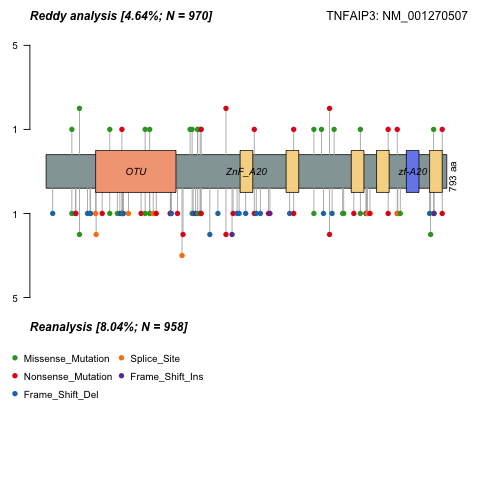 Reddy analysis [4.64%; N = 970]
TNFAIP3: NM_001270507
5
1
OTU
ZnF_A20
zf-A20
793 aa
1
5
Reanalysis [8.04%; N = 958]
Missense_Mutation
Splice_Site
Nonsense_Mutation
Frame_Shift_Ins
Frame_Shift_Del